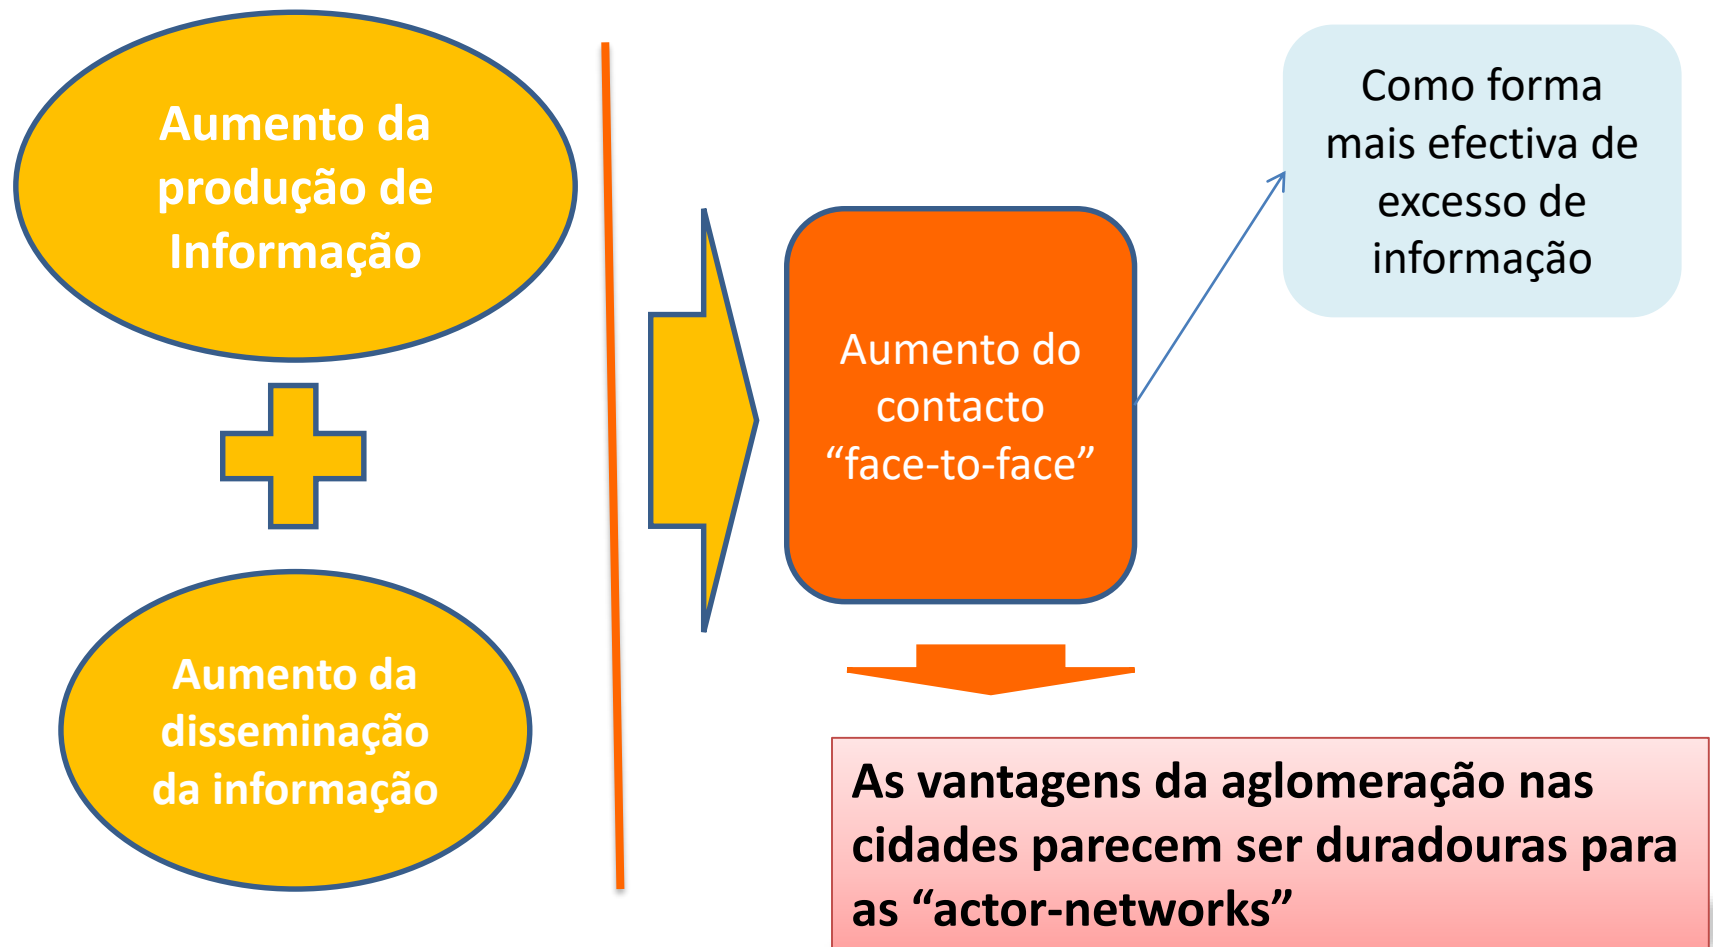 Aumento da
produção de
Informação
Aumento da
disseminação
da informação
Aumento do
contacto
“face-to-face”
Como forma
mais efectiva de
excesso de
informação
As vantagens da aglomeração nas
cidades parecem ser duradouras para
as “actor-networks”